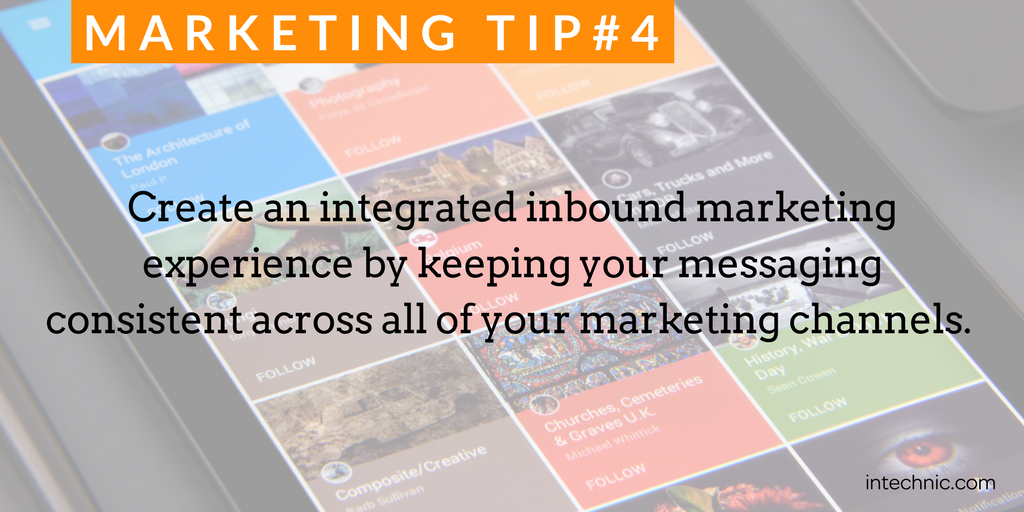 MARKETING TIP#4
Photography
FOLLOW
FOLLOW
The Architecture of
London
Paul P
Cars, Trucks and More
FOLLOW
Create an integrated inbound marketing
experience by keeping your messaging
consistent across all of your marketing channels.
FOLLOW
FOLLOW
History, War
Day
Sean Cowen
FOLLOW
Churches, Cemeteries
& Graves U.K.
Michael Whitlick
FOLLOW
Composite/Creative
Barb Sullivan
intechnic.com